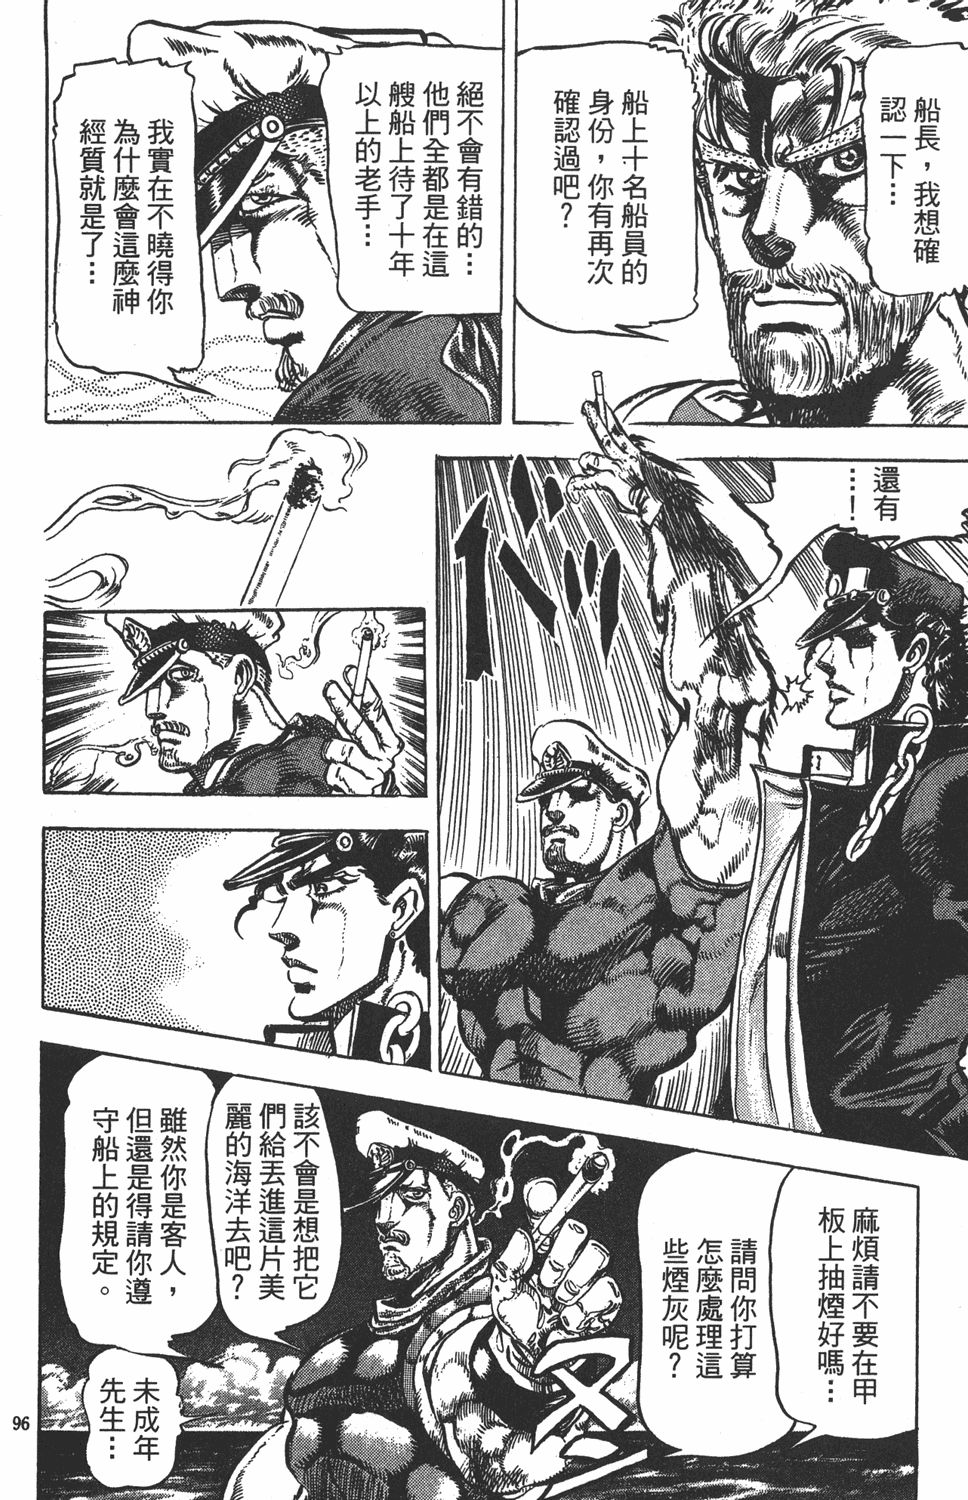 船長，我想確
認一下…
船上十名船員的
身份，你有再次
確認過吧？
絕不會有錯的…
他們全都是在這
艘船上待了十年
以上的老手…
我實在不曉得你
為什麼會這麼神
經質就是了…
還有
…！
バッ
麻煩請不要在甲
板上抽煙好嗎…
請問你打算
怎麼處理這
些煙灰呢？
該不會是想把它
們給丟進這片美
麗的海洋去吧？
雖然你是客人，
但還是得請你遵
守船上的規定。
未成年
先生…
96